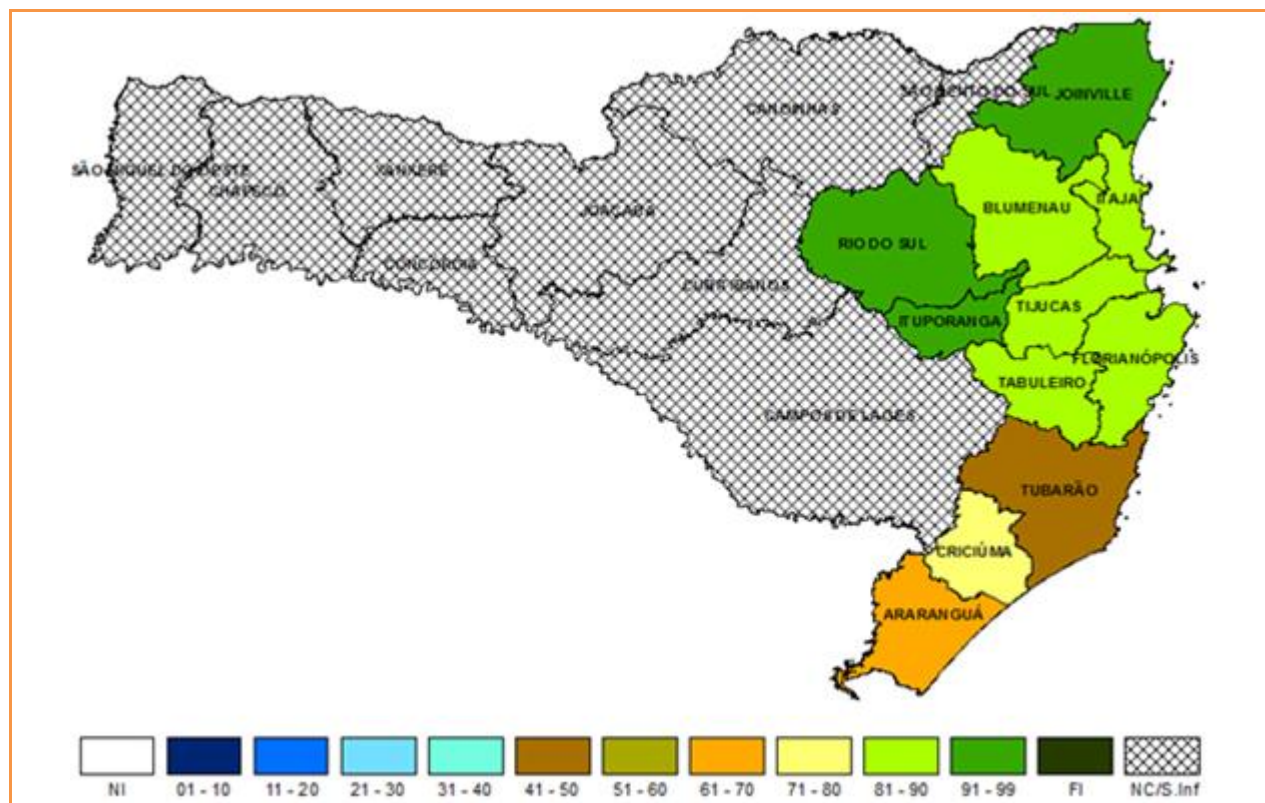 CANOINHAS
SÃO BENTO DO SUL
JOINVILLE
SÃO MIGUEL DO OESTE
CHAPECÓ
XANXERÊ
JOAÇABA
BLUMENAU
ITAJAÍ
RIO DO SUL
CONCÓRDIA
CURITIBANOS
ITUPORANGA
TIJUCAS
FLORIANÓPOLIS
TABULEIRO
CAMPOS DE LAGES
TUBARÃO
CRICIÚMA
ARARANGUÁ
NI 01 - 10 11 - 20 21 - 30 31 - 40 41 - 50 51 - 60 61 - 70 71 - 80 81 - 90 91 - 99 FI NC/S.Inf